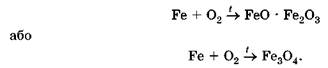 Fe + O₂ →ᵗ FeO · Fe₂O₃
або
Fe + O₂ →ᵗ Fe₃O₄.